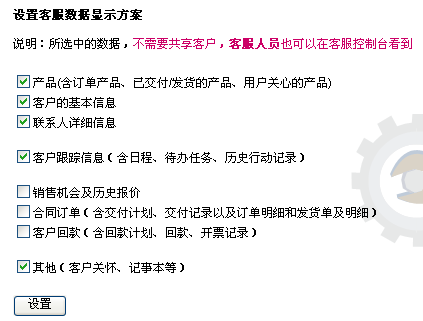 设置客服数据显示方案
说明：所选中的数据，不需要共享客户，客服人员也可以在客服控制台看到
产品(含订单产品、已交付/发货的产品、用户关心的产品)
客户的基本信息
联系人详细信息
客户跟踪信息（含日程、待办任务、历史行动记录）
销售机会及历史报价
合同订单（含交付计划、交付记录以及订单明细和发货单及明细）
客户回款（含回款计划、回款、开票记录）
其他（客户关怀、记事本等）
设置